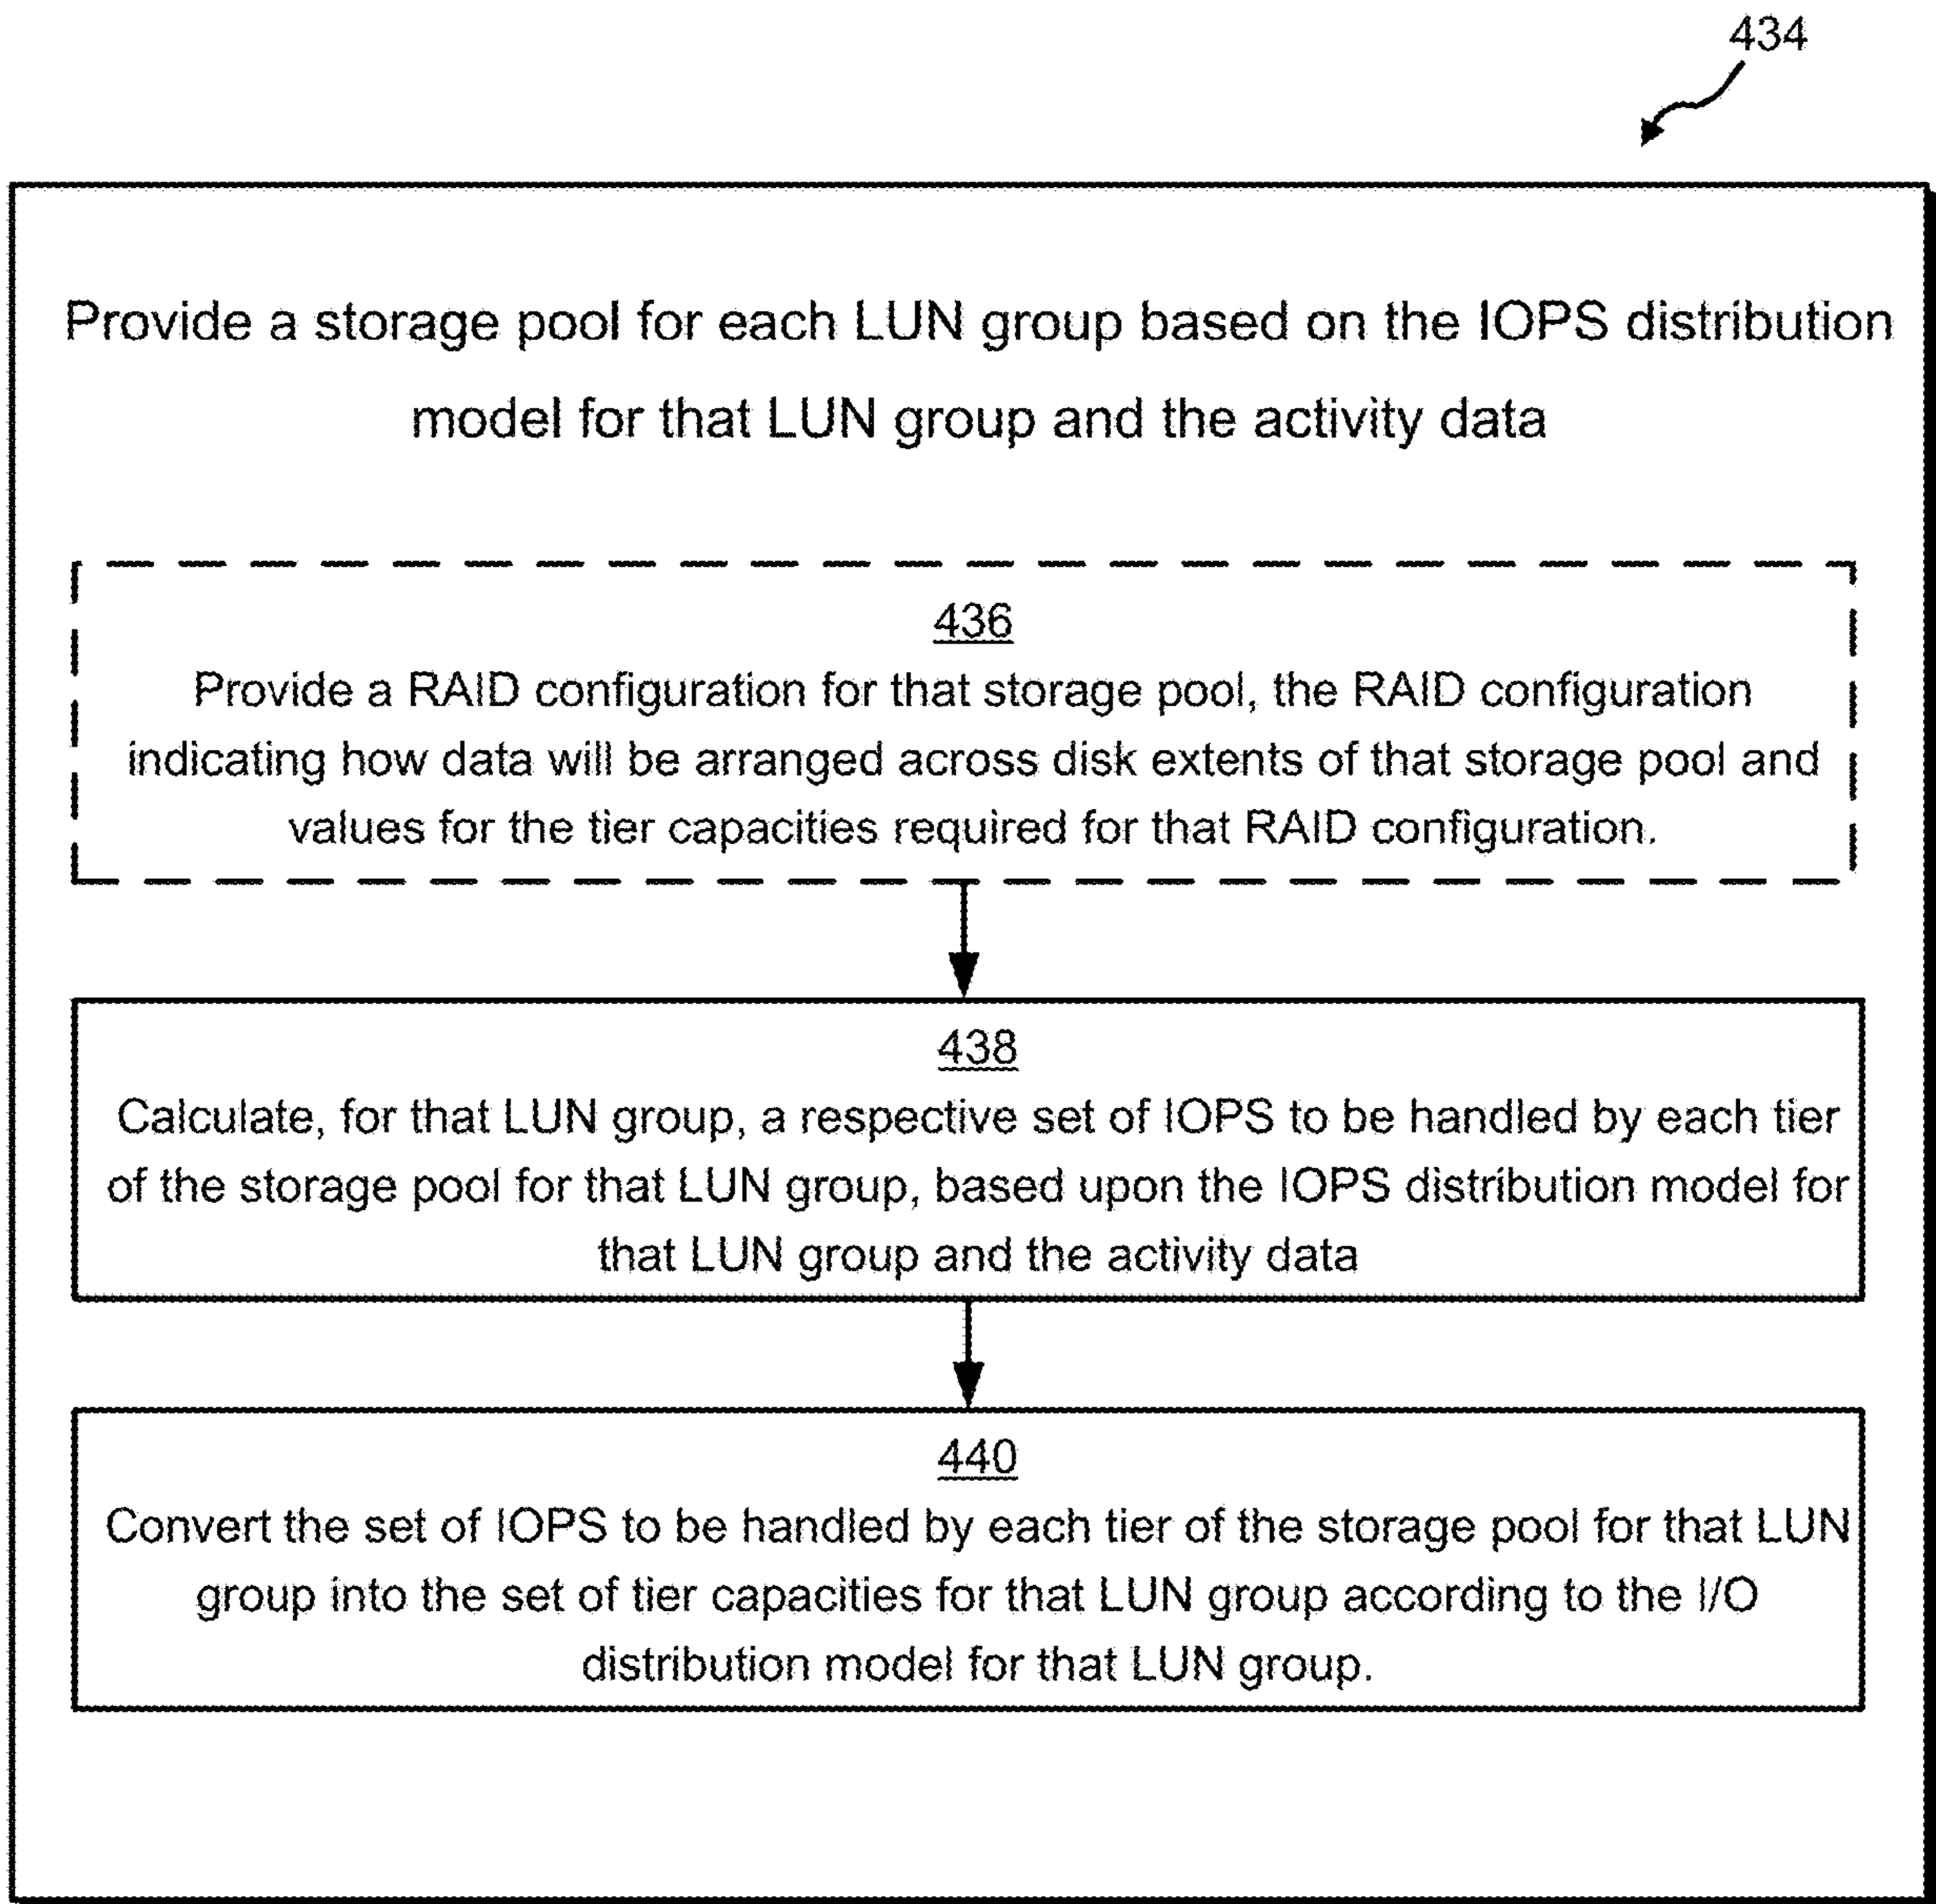 434
Provide a storage pool for each LUN group based on the IOPS distribution
model for that LUN group and the activity data
436
Provide a RAID configuration for that storage pool, the RAID configuration
indicating how data will be arranged across disk extents of that storage pool and
values for the tier capacities required for that RAID configuration.
438
Calculate, for that LUN group, a respective set of IOPS to be handled by each tier
of the storage pool for that LUN group, based upon the IOPS distribution model for
that LUN group and the activity data
440
Convert the set of IOPS to be handled by each tier of the storage pool for that LUN
group into the set of tier capacities for that LUN group according to the I/O
distribution model for that LUN group.